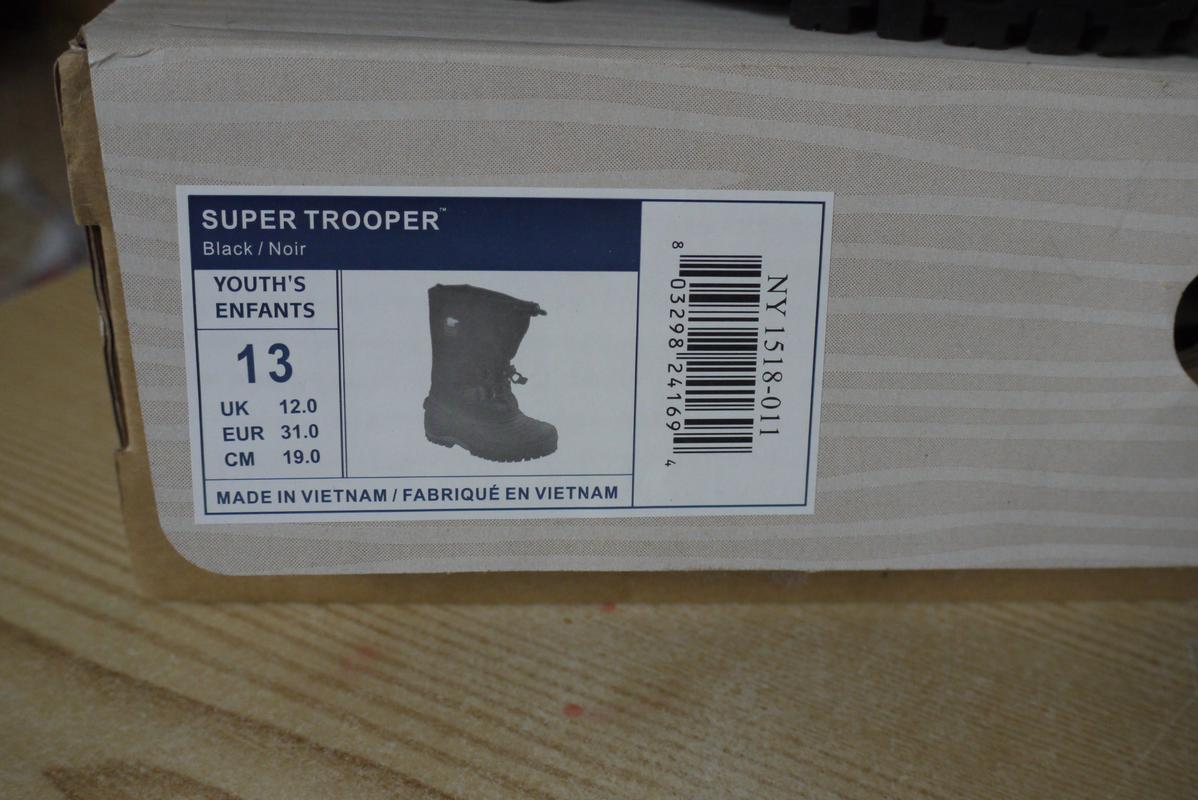 SUPER TROOPER™
Black / Noir
YOUTH'S
ENFANTS
13
UK 12.0
EUR 31.0
CM 19.0
MADE IN VIETNAM / FABRIQUÉ EN VIETNAM
NY 1518-011
8 03298 24169 4